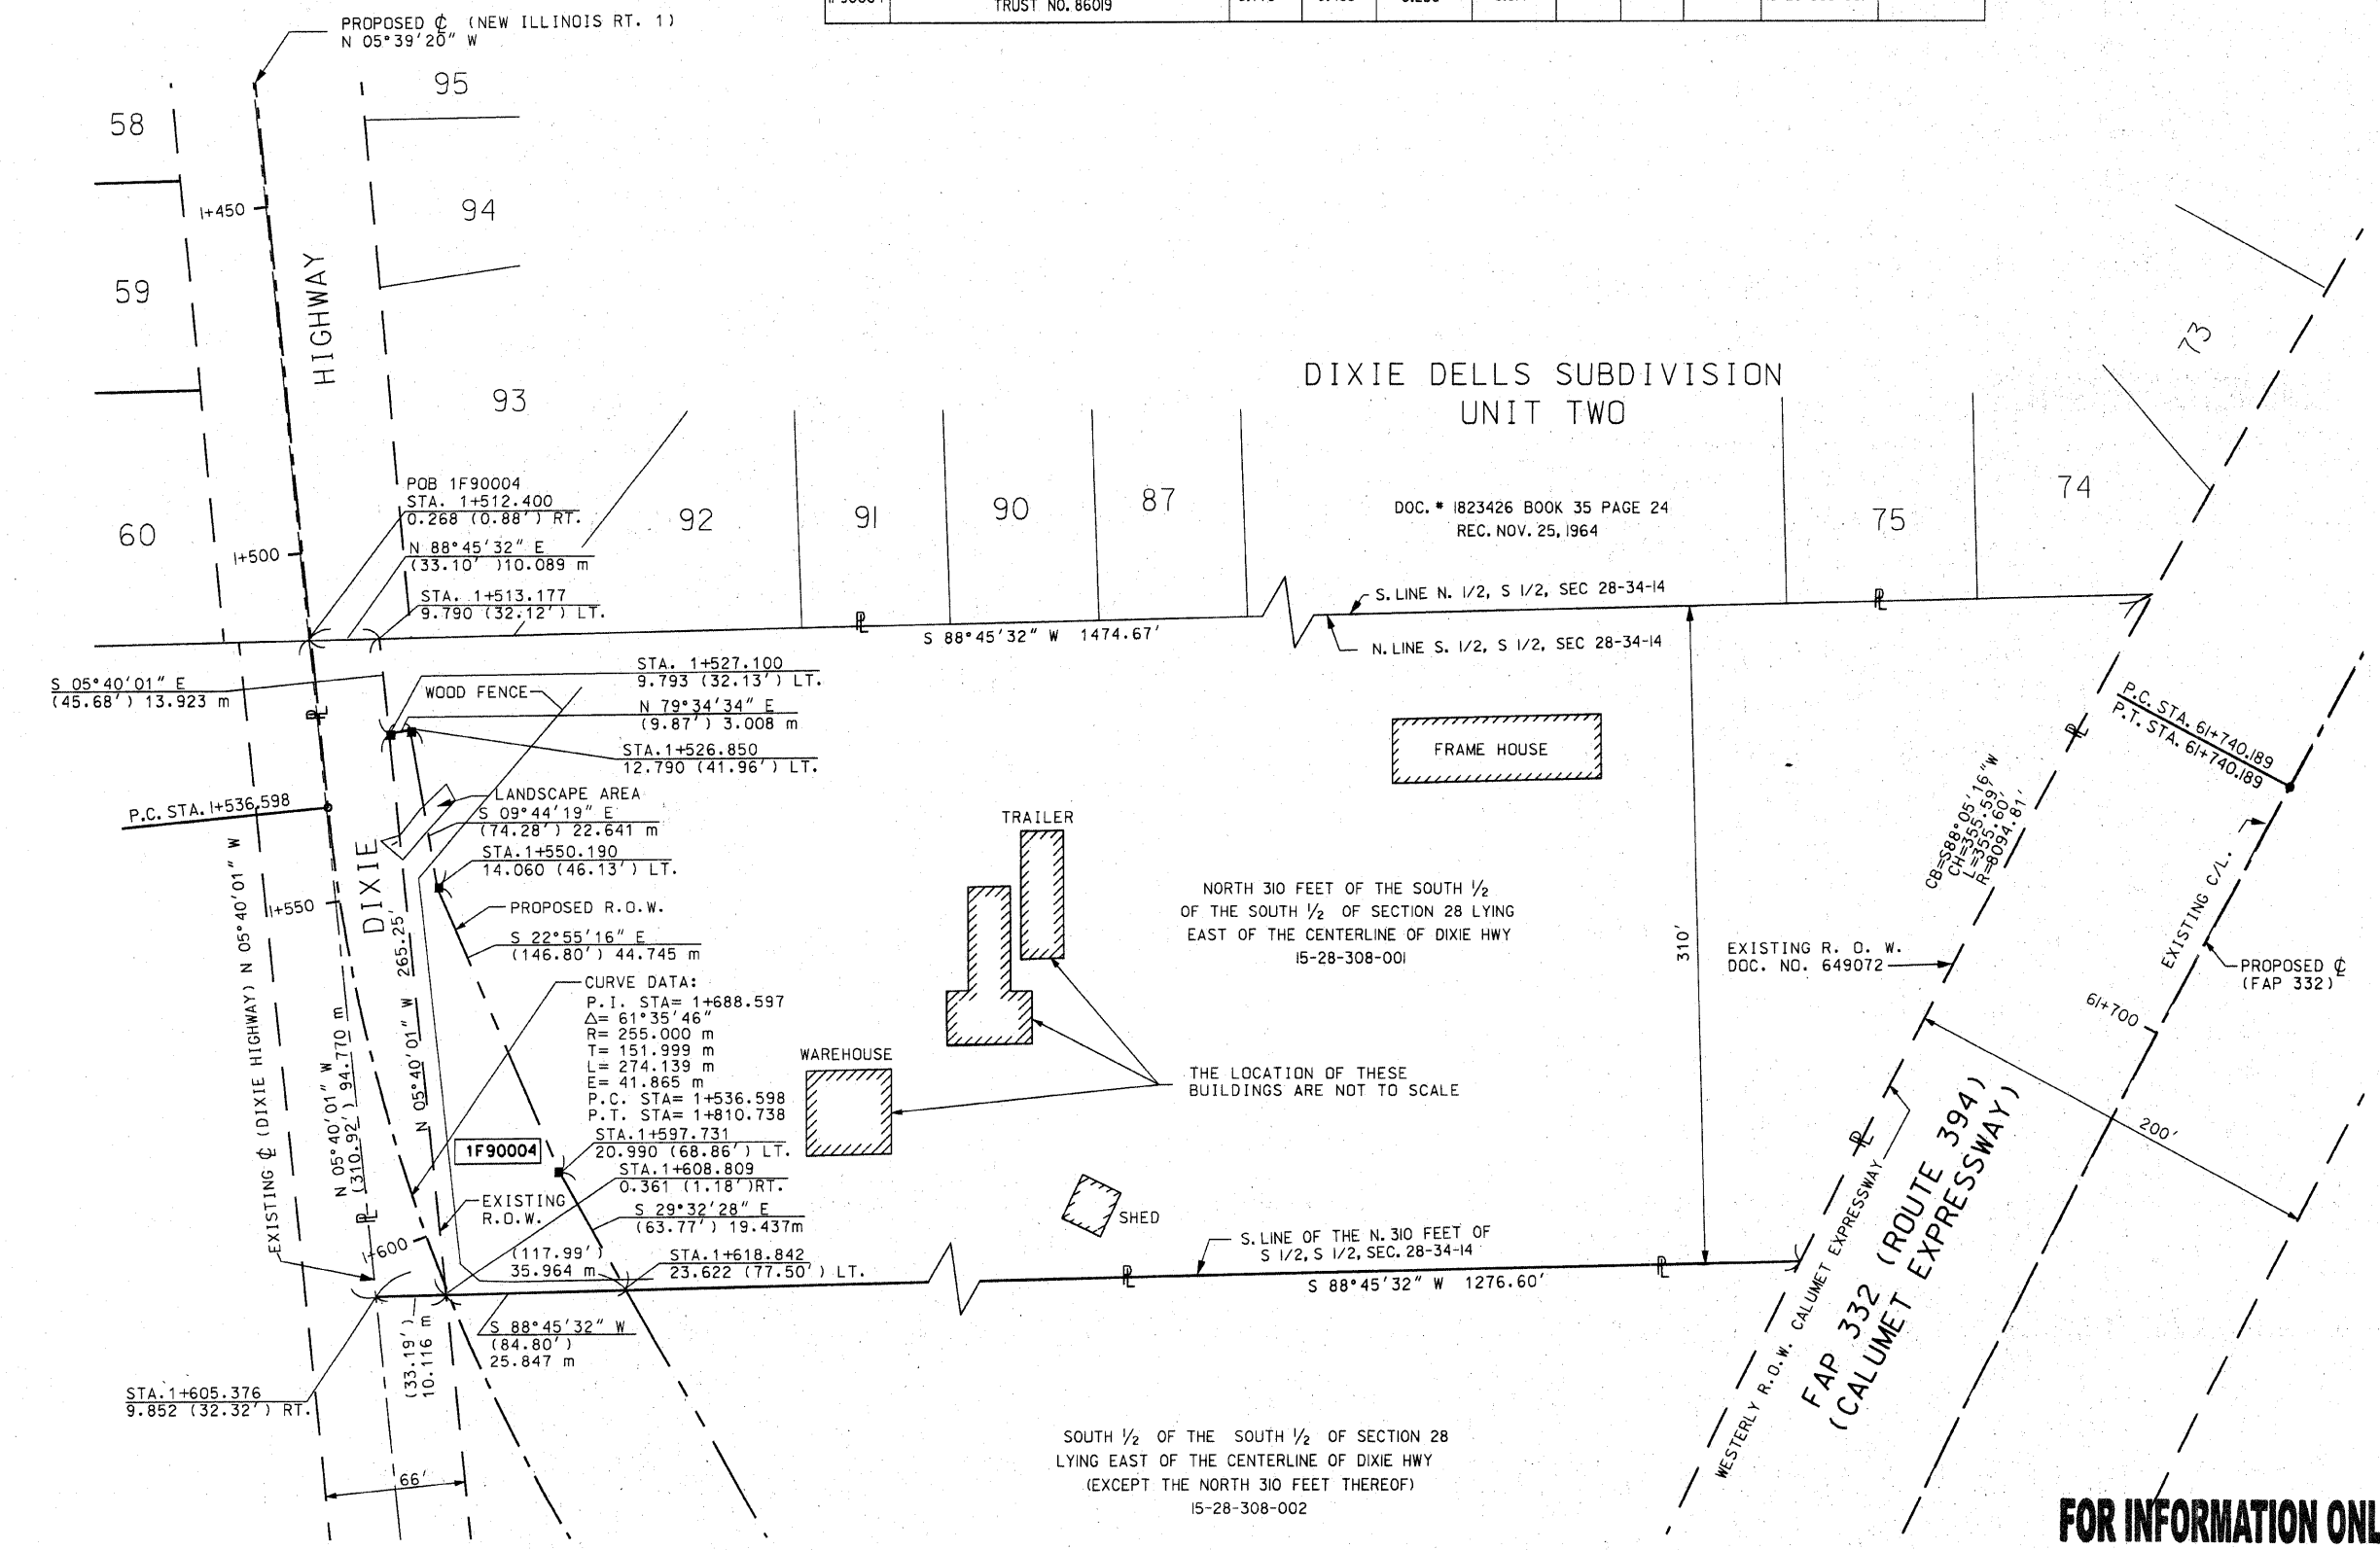 TRUST NO. 86019
PROPOSED ℄ (NEW ILLINOIS RT. 1)
N 05°39'20" W
95
58
94
1+450
59
HIGHWAY
93
73
DIXIE DELLS SUBDIVISION
UNIT TWO
POB 1F90004
STA. 1+512.400
0.268 (0.88') RT.
N 88°45'32" E
(33.10' )10.089 m
STA. 1+513.177
9.790 (32.12') LT.
60
1+500
92
91
90
87
DOC. # 1823426 BOOK 35 PAGE 24
REC. NOV. 25, 1964
75
74
S. LINE N. 1/2, S 1/2, SEC 28-34-14
S 88°45'32" W 1474.67'
N. LINE S. 1/2, S 1/2, SEC 28-34-14
S 05°40'01" E
(45.68') 13.923 m
WOOD FENCE
STA. 1+527.100
9.793 (32.13') LT.
N 79°34'34" E
(9.87') 3.008 m
STA.1+526.850
12.790 (41.96') LT.
FRAME HOUSE
P.C. STA. 61+740.189
P.T. STA. 61+740.189
P.C. STA.1+536.598
LANDSCAPE AREA
S 09°44'19" E
(74.28') 22.641 m
STA.1+550.190
14.060 (46.13') LT.
PROPOSED R.O.W.
S 22°55'16" E
(146.80') 44.745 m
TRAILER
NORTH 310 FEET OF THE SOUTH ½
OF THE SOUTH ½ OF SECTION 28 LYING
EAST OF THE CENTERLINE OF DIXIE HWY
15-28-308-001
310'
CB=S88°05'16"W
CH=355.59'
L=355.60'
R=8094.81'
EXISTING C/L.
EXISTING R. O. W.
DOC. NO. 649072
PROPOSED ℄
(FAP 332)
61+700
DIXIE
1+550
EXISTING ℄ (DIXIE HIGHWAY) N 05°40'01" W
N 05°40'01" W
(310.92') 94.770 m
N 05°40'01" W 265.25'
CURVE DATA:
P.I. STA= 1+688.597
Δ= 61°35'46"
R= 255.000 m
T= 151.999 m
L= 274.139 m
E= 41.865 m
P.C. STA= 1+536.598
P.T. STA= 1+810.738
STA.1+597.731
20.990 (68.86') LT.
STA.1+608.809
0.361 (1.18')RT.
S 29°32'28" E
(63.77') 19.437m
1F90004
EXISTING
R.O.W.
WAREHOUSE
THE LOCATION OF THESE
BUILDINGS ARE NOT TO SCALE
SHED
200'
WESTERLY R.O.W. CALUMET EXPRESSWAY
FAP 332 (ROUTE 394)
(CALUMET EXPRESSWAY)
1+600
(117.99')
35.964 m
STA.1+618.842
23.622 (77.50') LT.
S. LINE OF THE N. 310 FEET OF
S 1/2, S 1/2, SEC. 28-34-14
S 88°45'32" W 1276.60'
S 88°45'32" W
(84.80')
25.847 m
(33.19')
10.116 m
STA.1+605.376
9.852 (32.32') RT.
66'
SOUTH ½ OF THE SOUTH ½ OF SECTION 28
LYING EAST OF THE CENTERLINE OF DIXIE HWY
(EXCEPT THE NORTH 310 FEET THEREOF)
15-28-308-002
FOR INFORMATION ONL